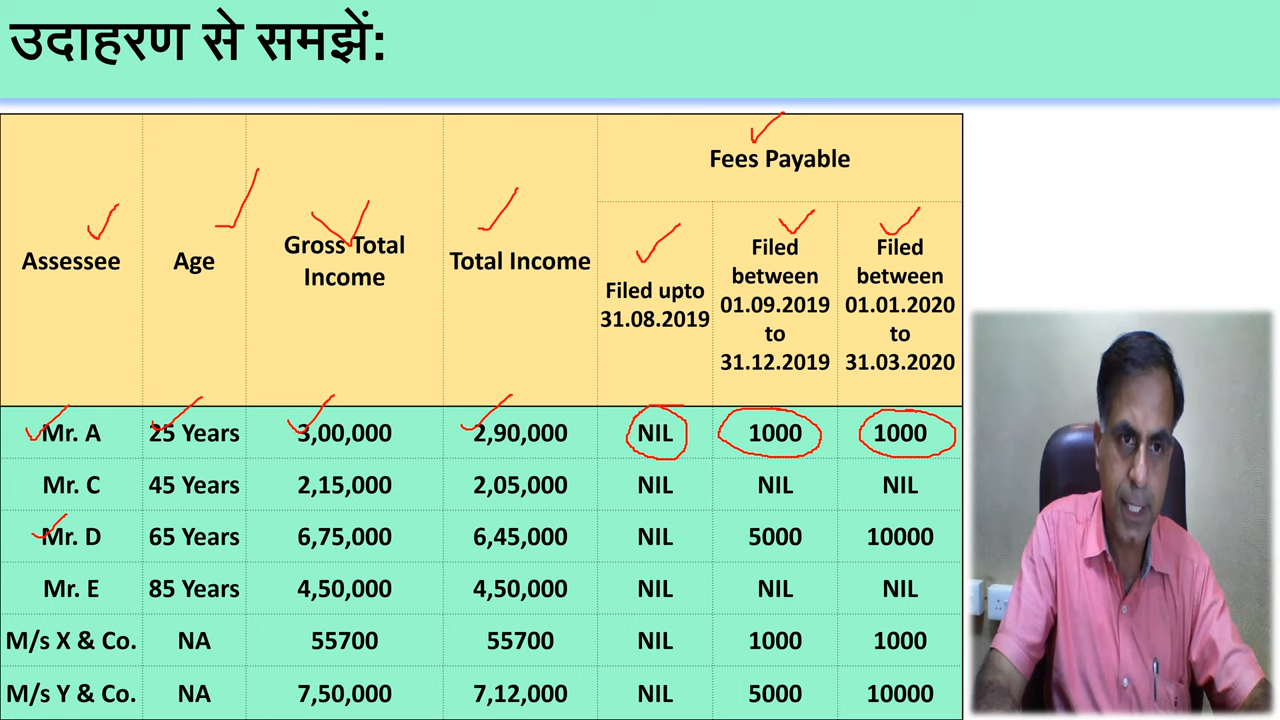 उदाहरण से समझें:
Fees Payable
Assessee Age Gross Total Income Total Income Filed upto 31.08.2019 Filed between 01.09.2019 to 31.12.2019 Filed between 01.01.2020 to 31.03.2020
Mr. A 25 Years 3,00,000 2,90,000 NIL 1000 1000
Mr. C 45 Years 2,15,000 2,05,000 NIL NIL NIL
Mr. D 65 Years 6,75,000 6,45,000 NIL 5000 10000
Mr. E 85 Years 4,50,000 4,50,000 NIL NIL NIL
M/s X & Co. NA 55700 55700 NIL 1000 1000
M/s Y & Co. NA 7,50,000 7,12,000 NIL 5000 10000